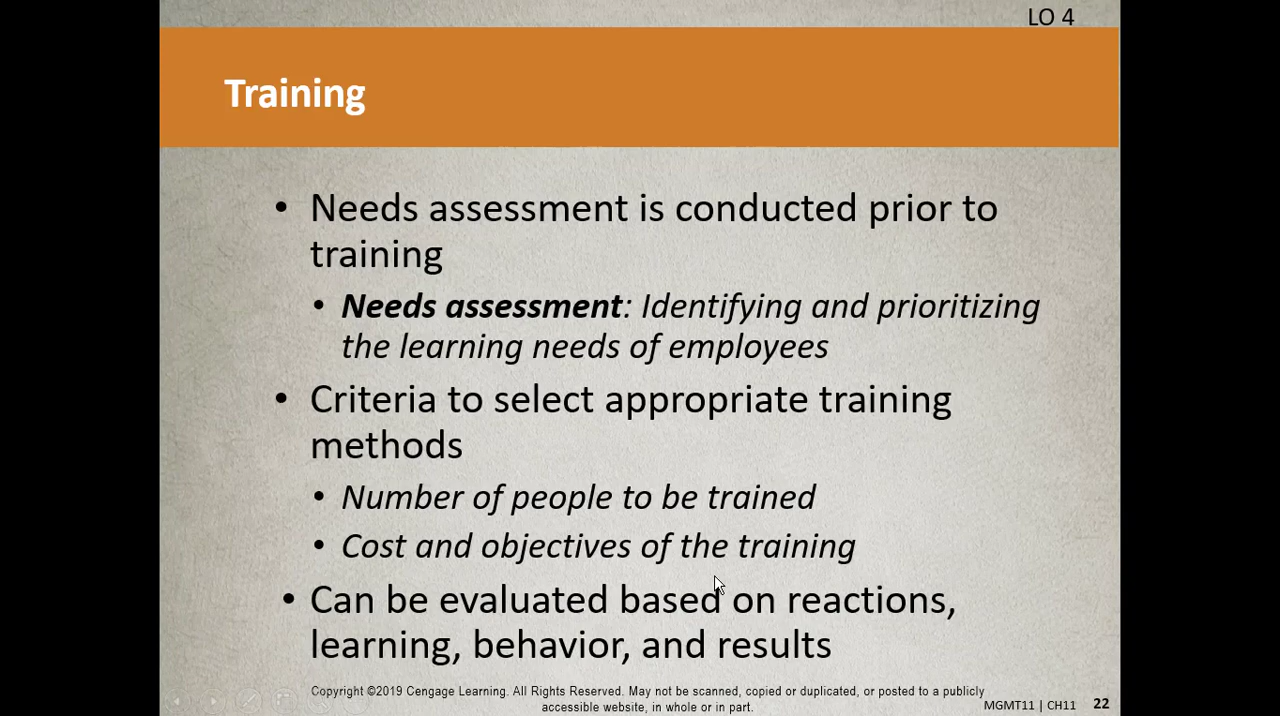 LO 4
Training
• Needs assessment is conducted prior to
training
• Needs assessment: Identifying and prioritizing
the learning needs of employees
• Criteria to select appropriate training
methods
• Number of people to be trained
• Cost and objectives of the training
• Can be evaluated based on reactions,
learning, behavior, and results
Copyright ©2019 Cengage Learning. All Rights Reserved. May not be scanned, copied or duplicated, or posted to a publicly
accessible website, in whole or in part.
MGMT11 | CH11 22